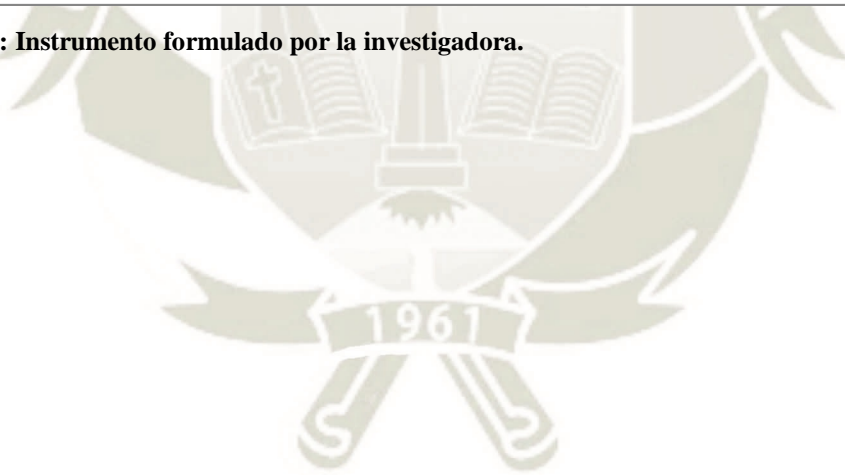 : Instrumento formulado por la investigadora.
1961